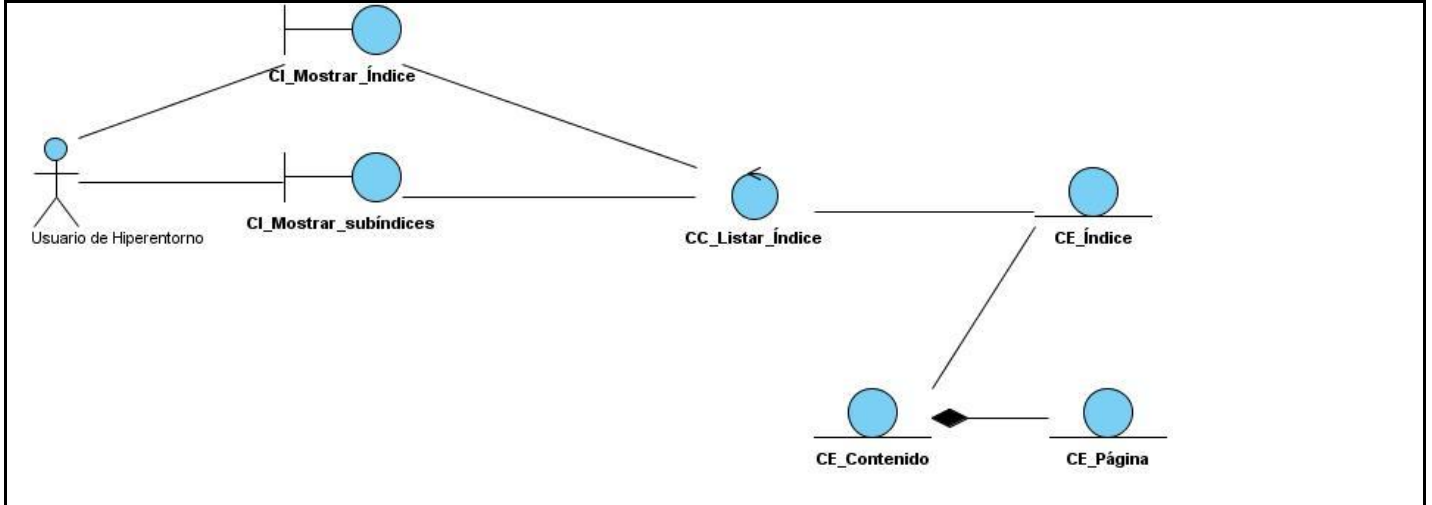 CI_Mostrar_Índice
CI_Mostrar_subíndices
Usuario de Hiperentorno
CC_Listar_Índice
CE_Índice
CE_Contenido
CE_Página